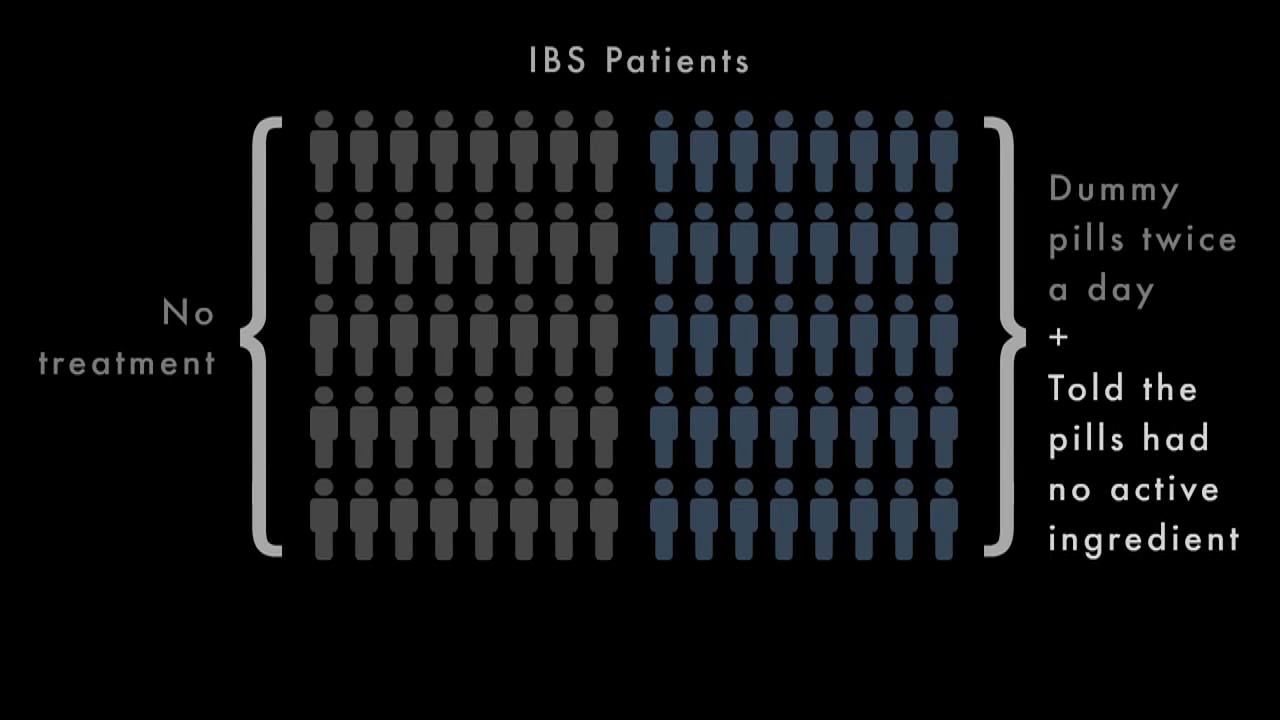 IBS Patients
No
treatment
Dummy
pills twice
a day
+
Told the
pills had
no active
ingredient